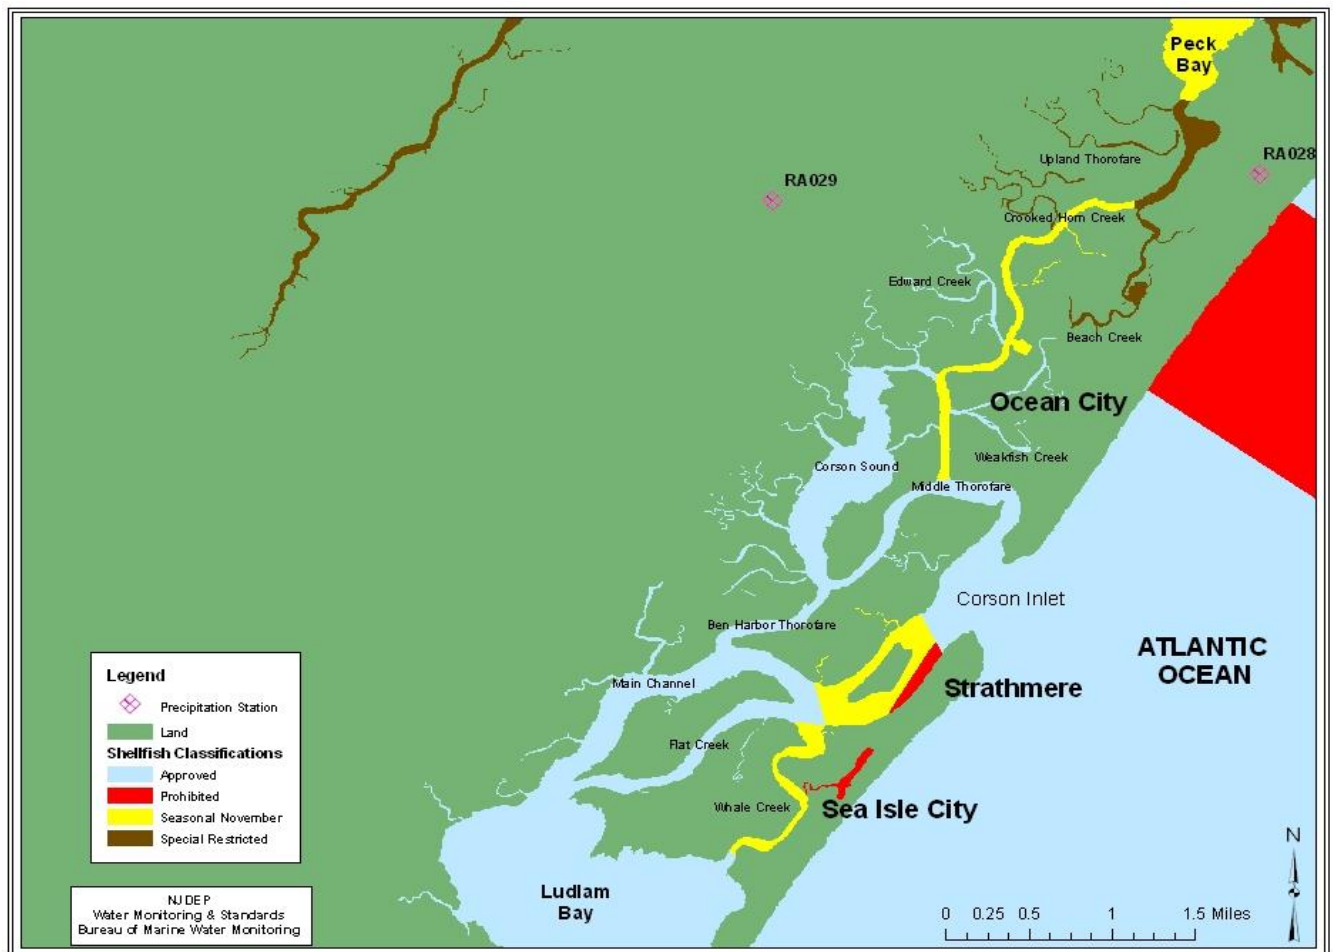 Peck
Bay
RA028
Upland Thorofare
RA029
Crooked Horn Creek
Edward Creek
Beach Creek
Ocean City
Weakfish Creek
Corson Sound
Middle Thorofare
Corson Inlet
Ben Harbor Thorofare
ATLANTIC
OCEAN
Main Channel
Strathmere
Flat Creek
Whale Creek
Sea Isle City
Ludlam
Bay
Legend
Precipitation Station
Land
Shellfish Classifications
Approved
Prohibited
Seasonal November
Special Restricted
NJDEP
Water Monitoring & Standards
Bureau of Marine Water Monitoring
N
0 0.25 0.5 1 1.5 Miles